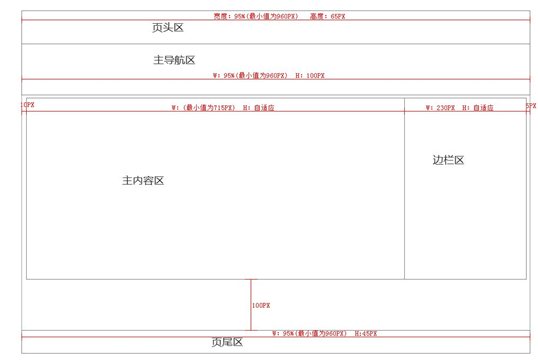 宽度：95%(最小值为960PX)  高度：65PX
页头区
主导航区
W：95%(最小值为960PX)  H：100PX
10PX
W：(最小值为715PX)  H：自适应
W：230PX  H：自适应
5PX
主内容区
边栏区
100PX
W：95%(最小值为960PX)  H:45PX
页尾区